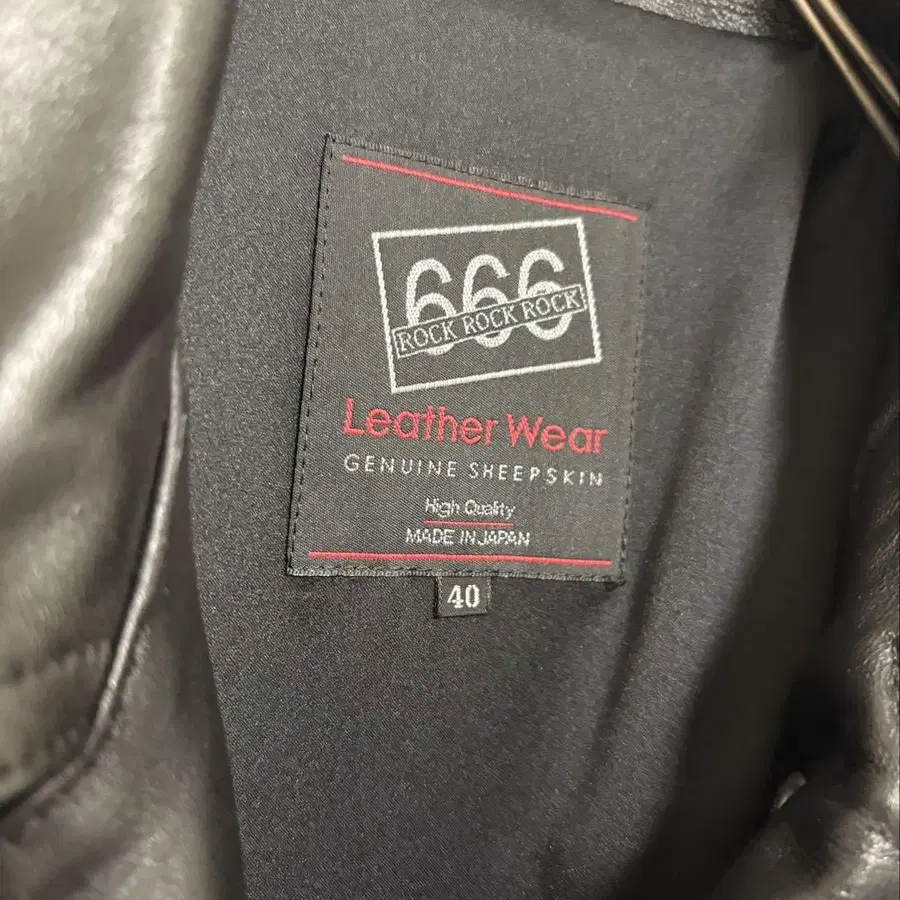 666
ROCK ROCK ROCK
Leather Wear
GENUINE SHEEPSKIN
High Quality
MADE IN JAPAN
40